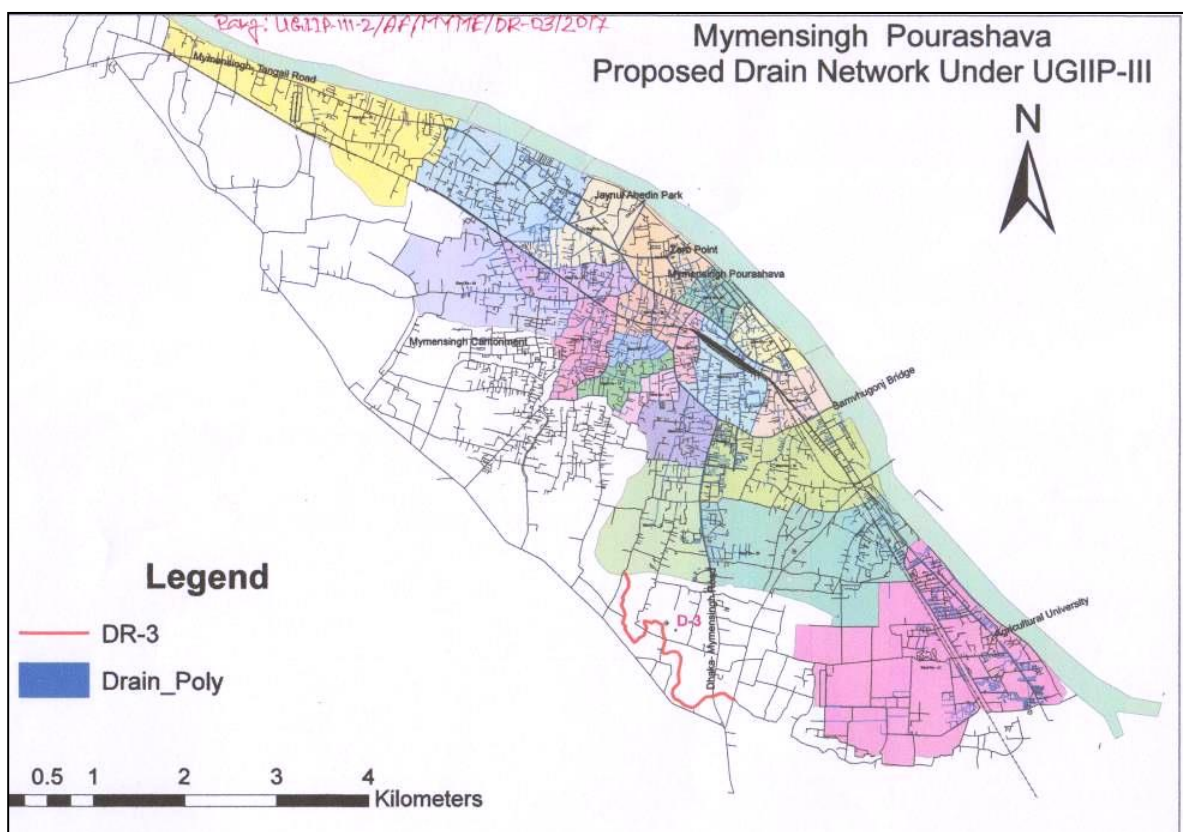 Pkg: UGIIP-III-2/AF/MYME/DR-03/2017
Mymensingh Pourashava
Proposed Drain Network Under UGIIP-III
N
Mymensingh- Tangail Road
Jaynul Abedin Park
Zero Point
Mymensingh Pourashava
Mymensingh Cantonment
Samvhugonj Bridge
Legend
DR-3
Drain_Poly
D-3
Dhaka- Mymensingh Road
Agricultural University
0.5 1 2 3 4
Kilometers